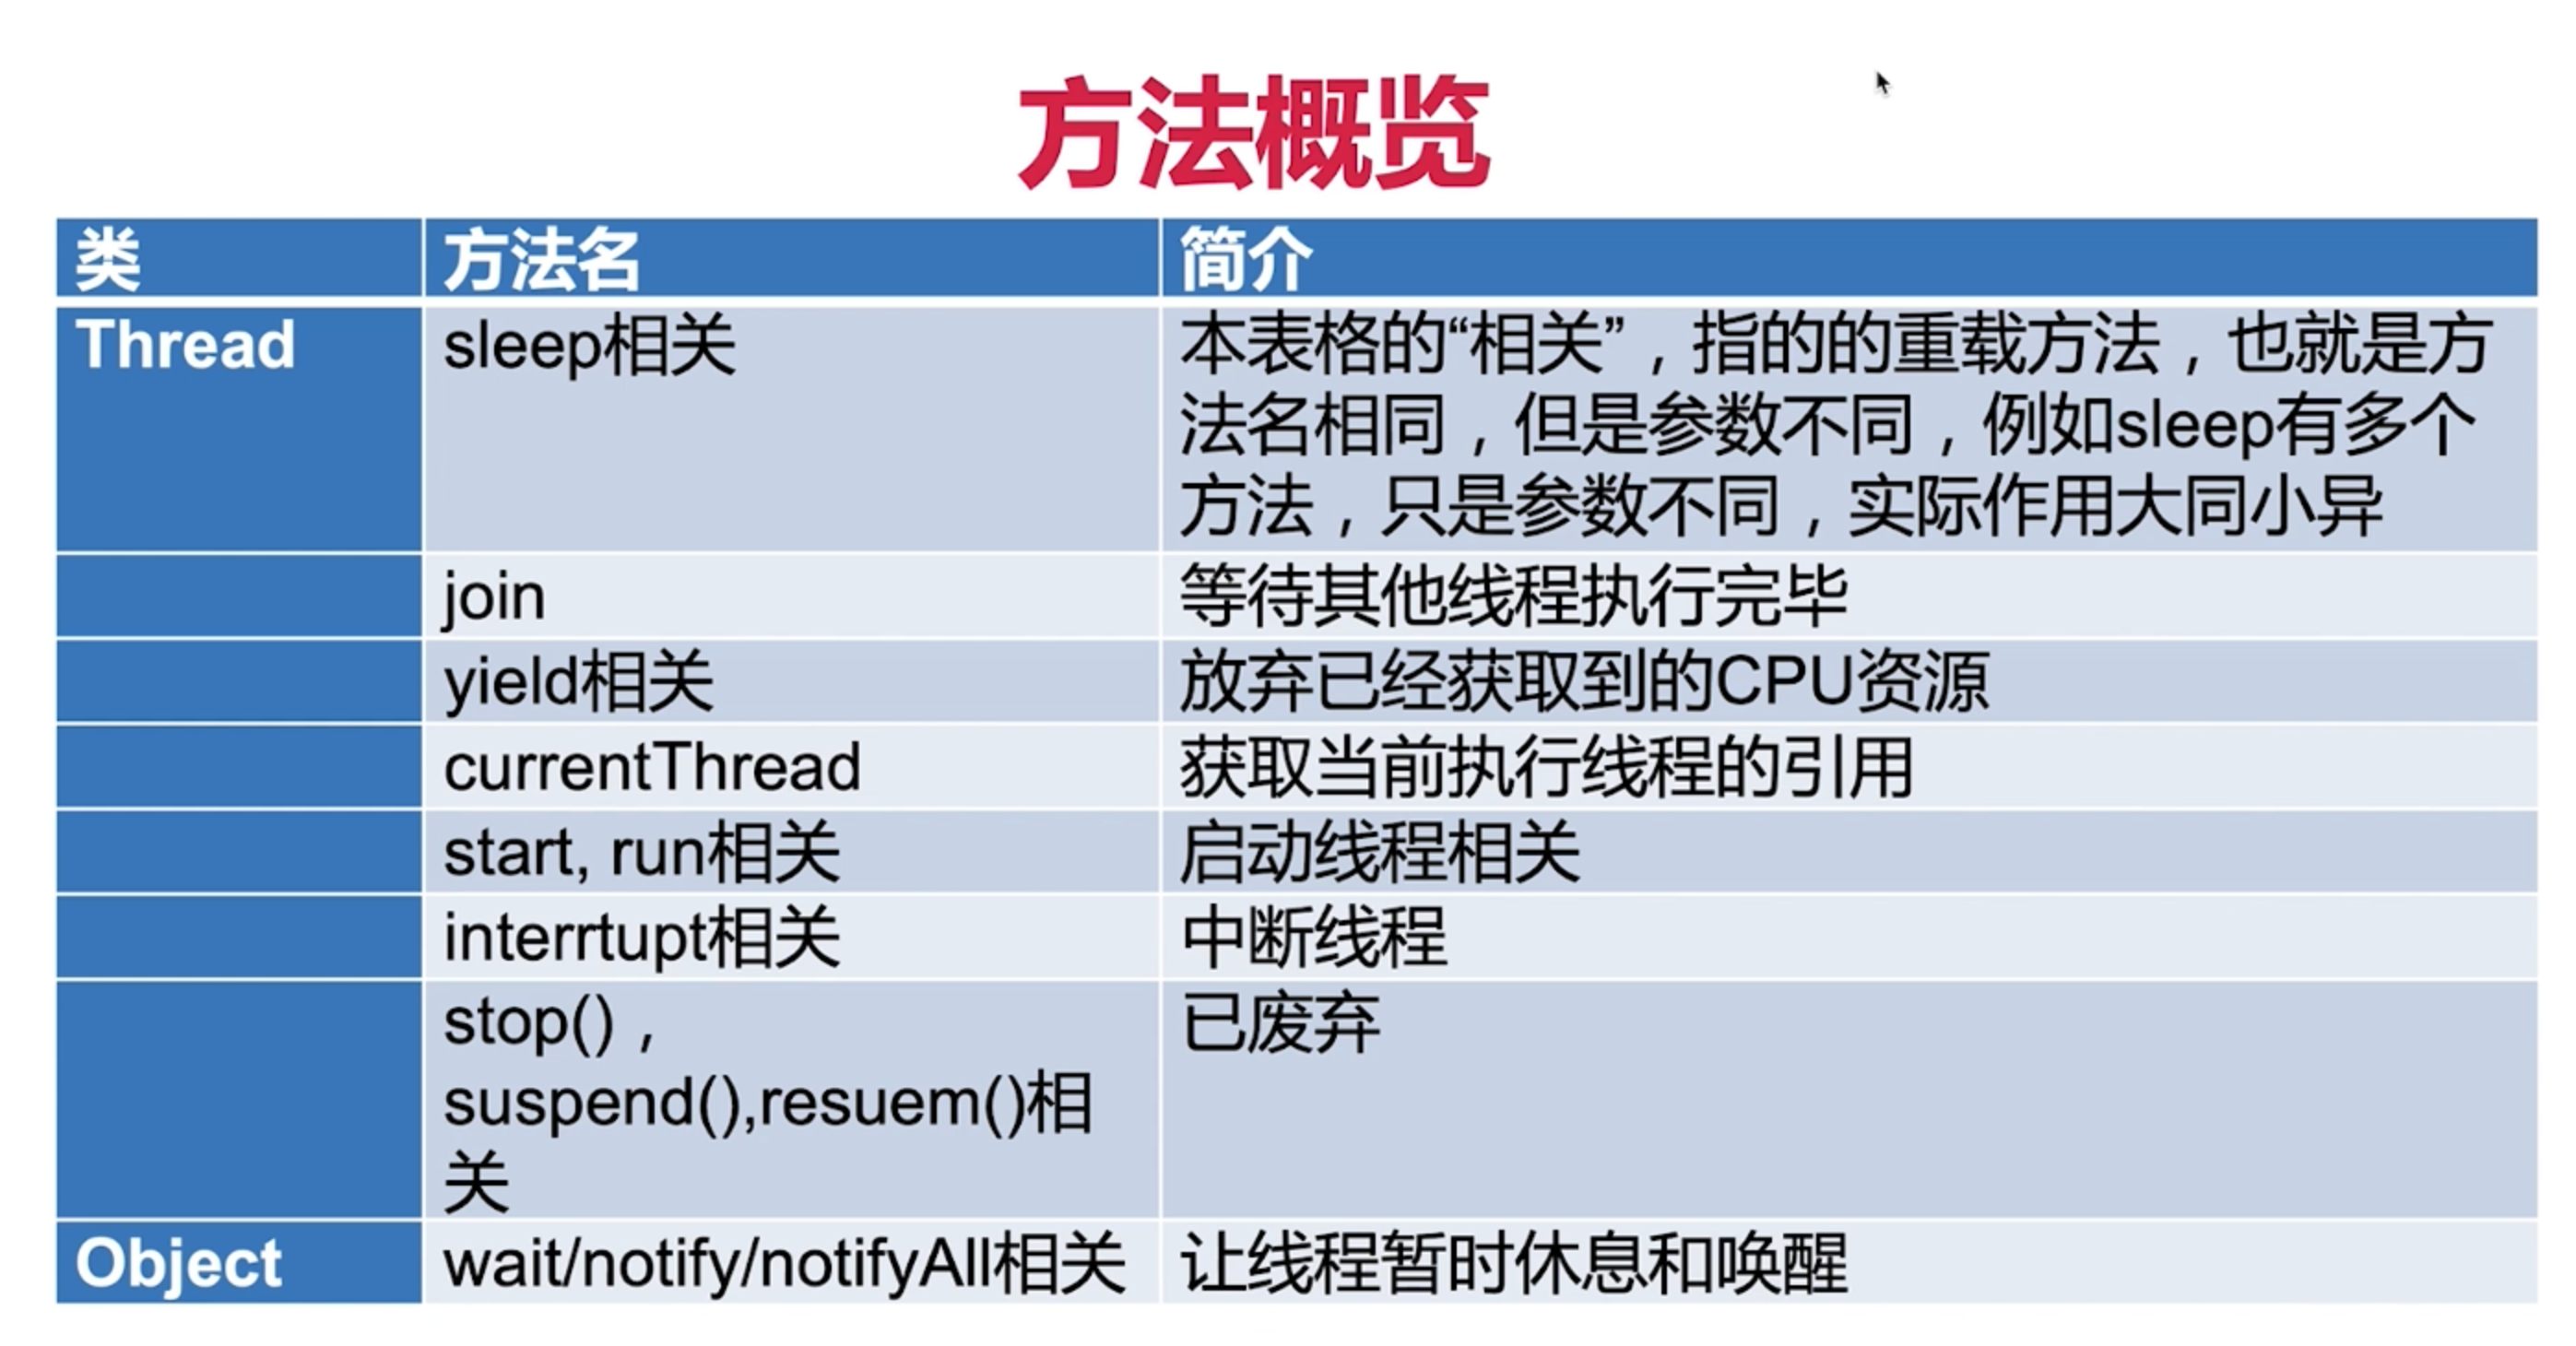 方法概览
类 方法名 简介
Thread sleep相关 本表格的“相关”，指的的重载方法，也就是方
法名相同，但是参数不同，例如sleep有多个
方法，只是参数不同，实际作用大同小异
join 等待其他线程执行完毕
yield相关 放弃已经获取到的CPU资源
currentThread 获取当前执行线程的引用
start, run相关 启动线程相关
interrtupt相关 中断线程
stop()， 已废弃
suspend(),resuem()相
关
Object wait/notify/notifyAll相关 让线程暂时休息和唤醒